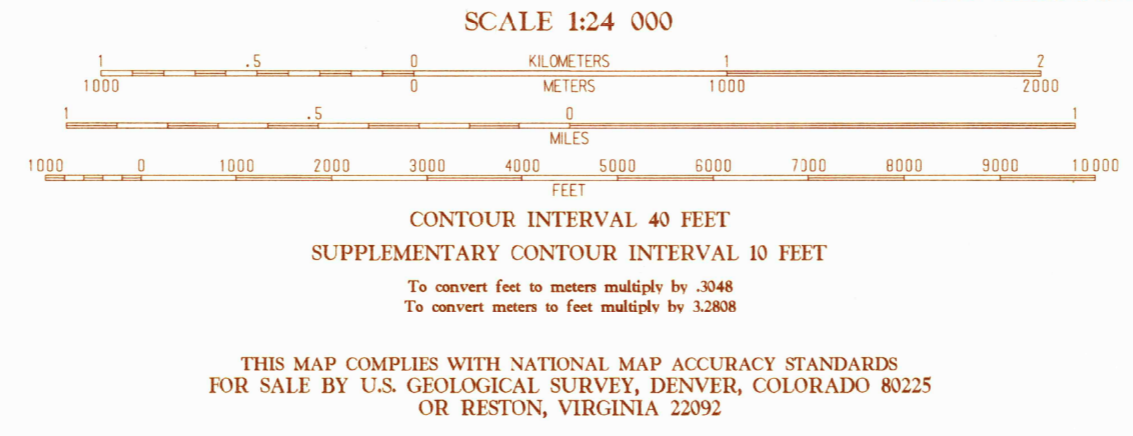 SCALE 1:24 000
1 .5 0 KILOMETERS 1 2
1000 0 METERS 1000 2000
1 .5 0 1
MILES
1000 0 1000 2000 3000 4000 5000 6000 7000 8000 9000 10000
FEET
CONTOUR INTERVAL 40 FEET
SUPPLEMENTARY CONTOUR INTERVAL 10 FEET
To convert feet to meters multiply by .3048
To convert meters to feet multiply by 3.2808
THIS MAP COMPLIES WITH NATIONAL MAP ACCURACY STANDARDS
FOR SALE BY U.S. GEOLOGICAL SURVEY, DENVER, COLORADO 80225
OR RESTON, VIRGINIA 22092